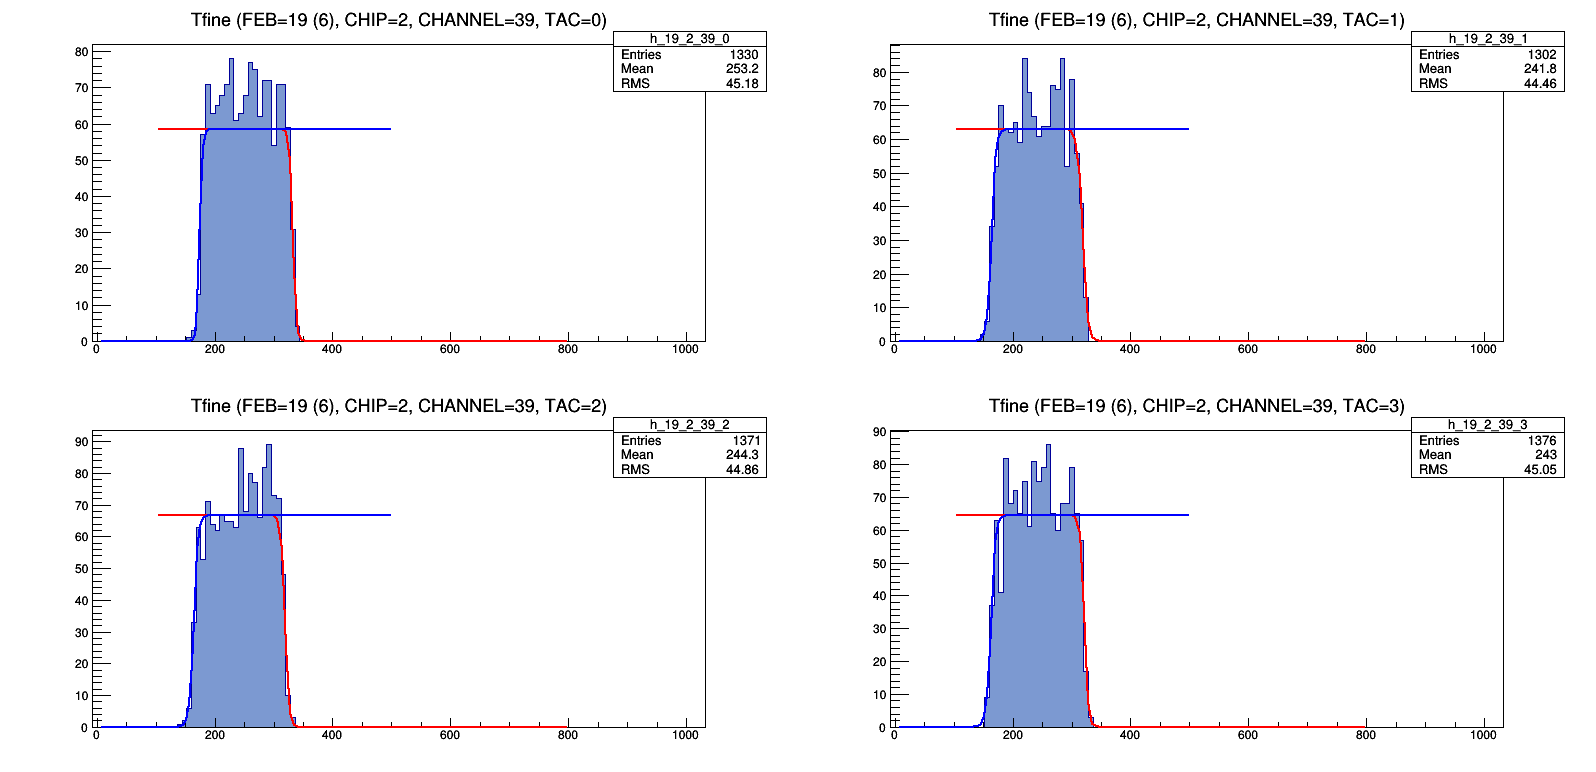 Tfine (FEB=19 (6), CHIP=2, CHANNEL=39, TAC=0)
h_19_2_39_0
Entries 1330
Mean 253.2
RMS 45.18
80
70
60
50
40
30
20
10
0
0 200 400 600 800 1000
Tfine (FEB=19 (6), CHIP=2, CHANNEL=39, TAC=1)
h_19_2_39_1
Entries 1302
Mean 241.8
RMS 44.46
80
70
60
50
40
30
20
10
0
0 200 400 600 800 1000
Tfine (FEB=19 (6), CHIP=2, CHANNEL=39, TAC=2)
h_19_2_39_2
Entries 1371
Mean 244.3
RMS 44.86
90
80
70
60
50
40
30
20
10
0
0 200 400 600 800 1000
Tfine (FEB=19 (6), CHIP=2, CHANNEL=39, TAC=3)
h_19_2_39_3
Entries 1376
Mean 243
RMS 45.05
90
80
70
60
50
40
30
20
10
0
0 200 400 600 800 1000